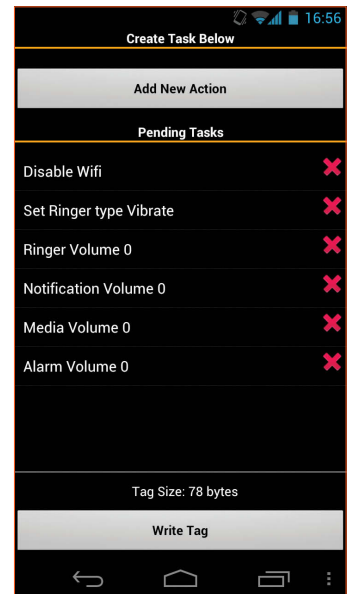 16:56
Create Task Below
Add New Action
Pending Tasks
Disable Wifi
Set Ringer type Vibrate
Ringer Volume 0
Notification Volume 0
Media Volume 0
Alarm Volume 0
Tag Size: 78 bytes
Write Tag